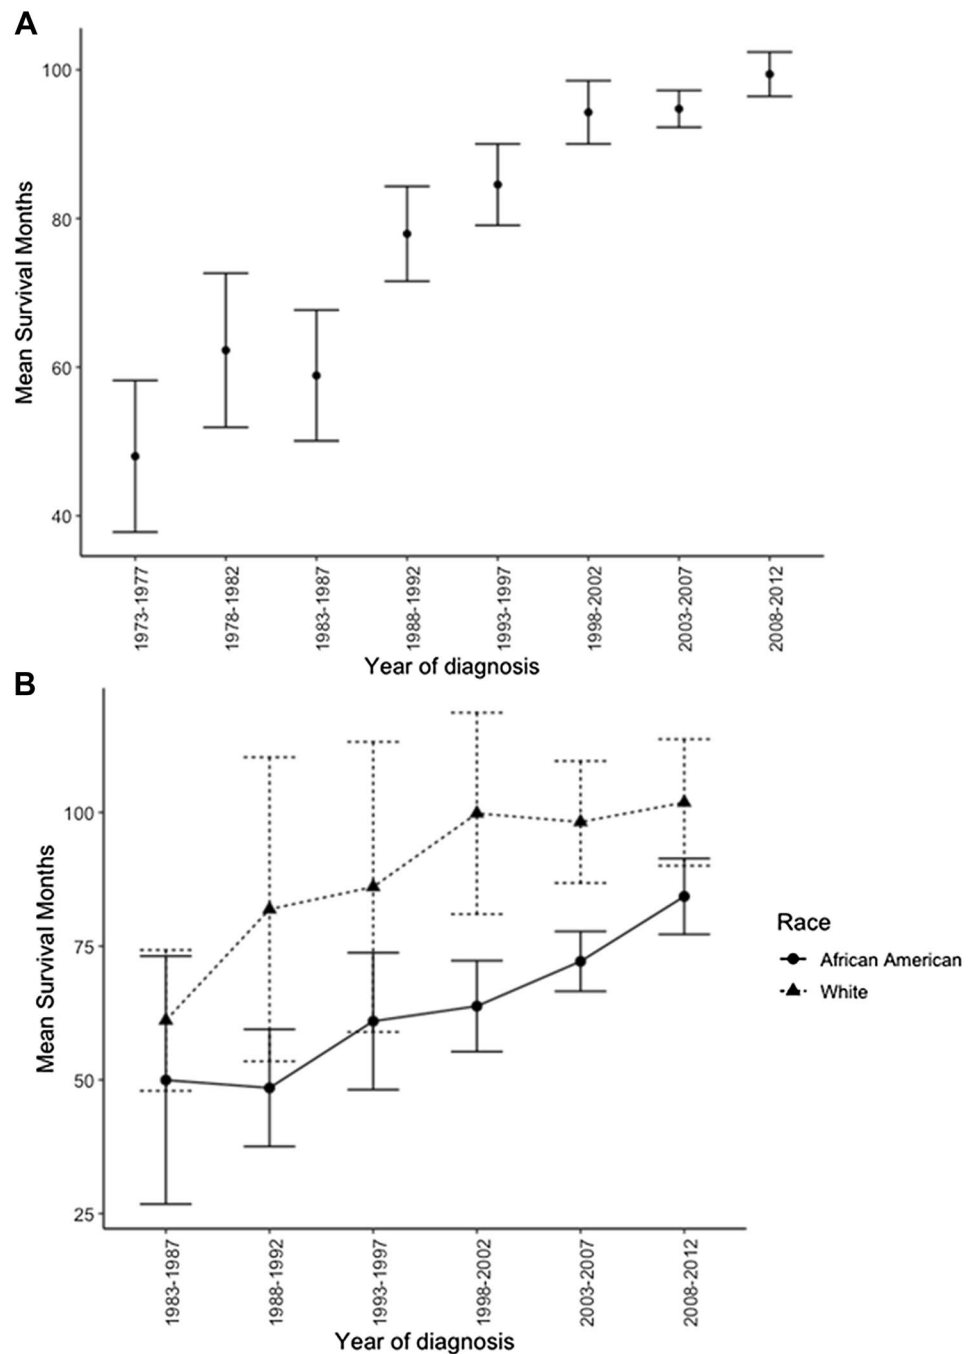 A
Mean Survival Months
100
80
60
40
1973-1977
1978-1982
1983-1987
1988-1992
1993-1997
1998-2002
2003-2007
2008-2012
Year of diagnosis
B
Mean Survival Months
100
75
50
25
Race
African American
White
1983-1987
1988-1992
1993-1997
1998-2002
2003-2007
2008-2012
Year of diagnosis